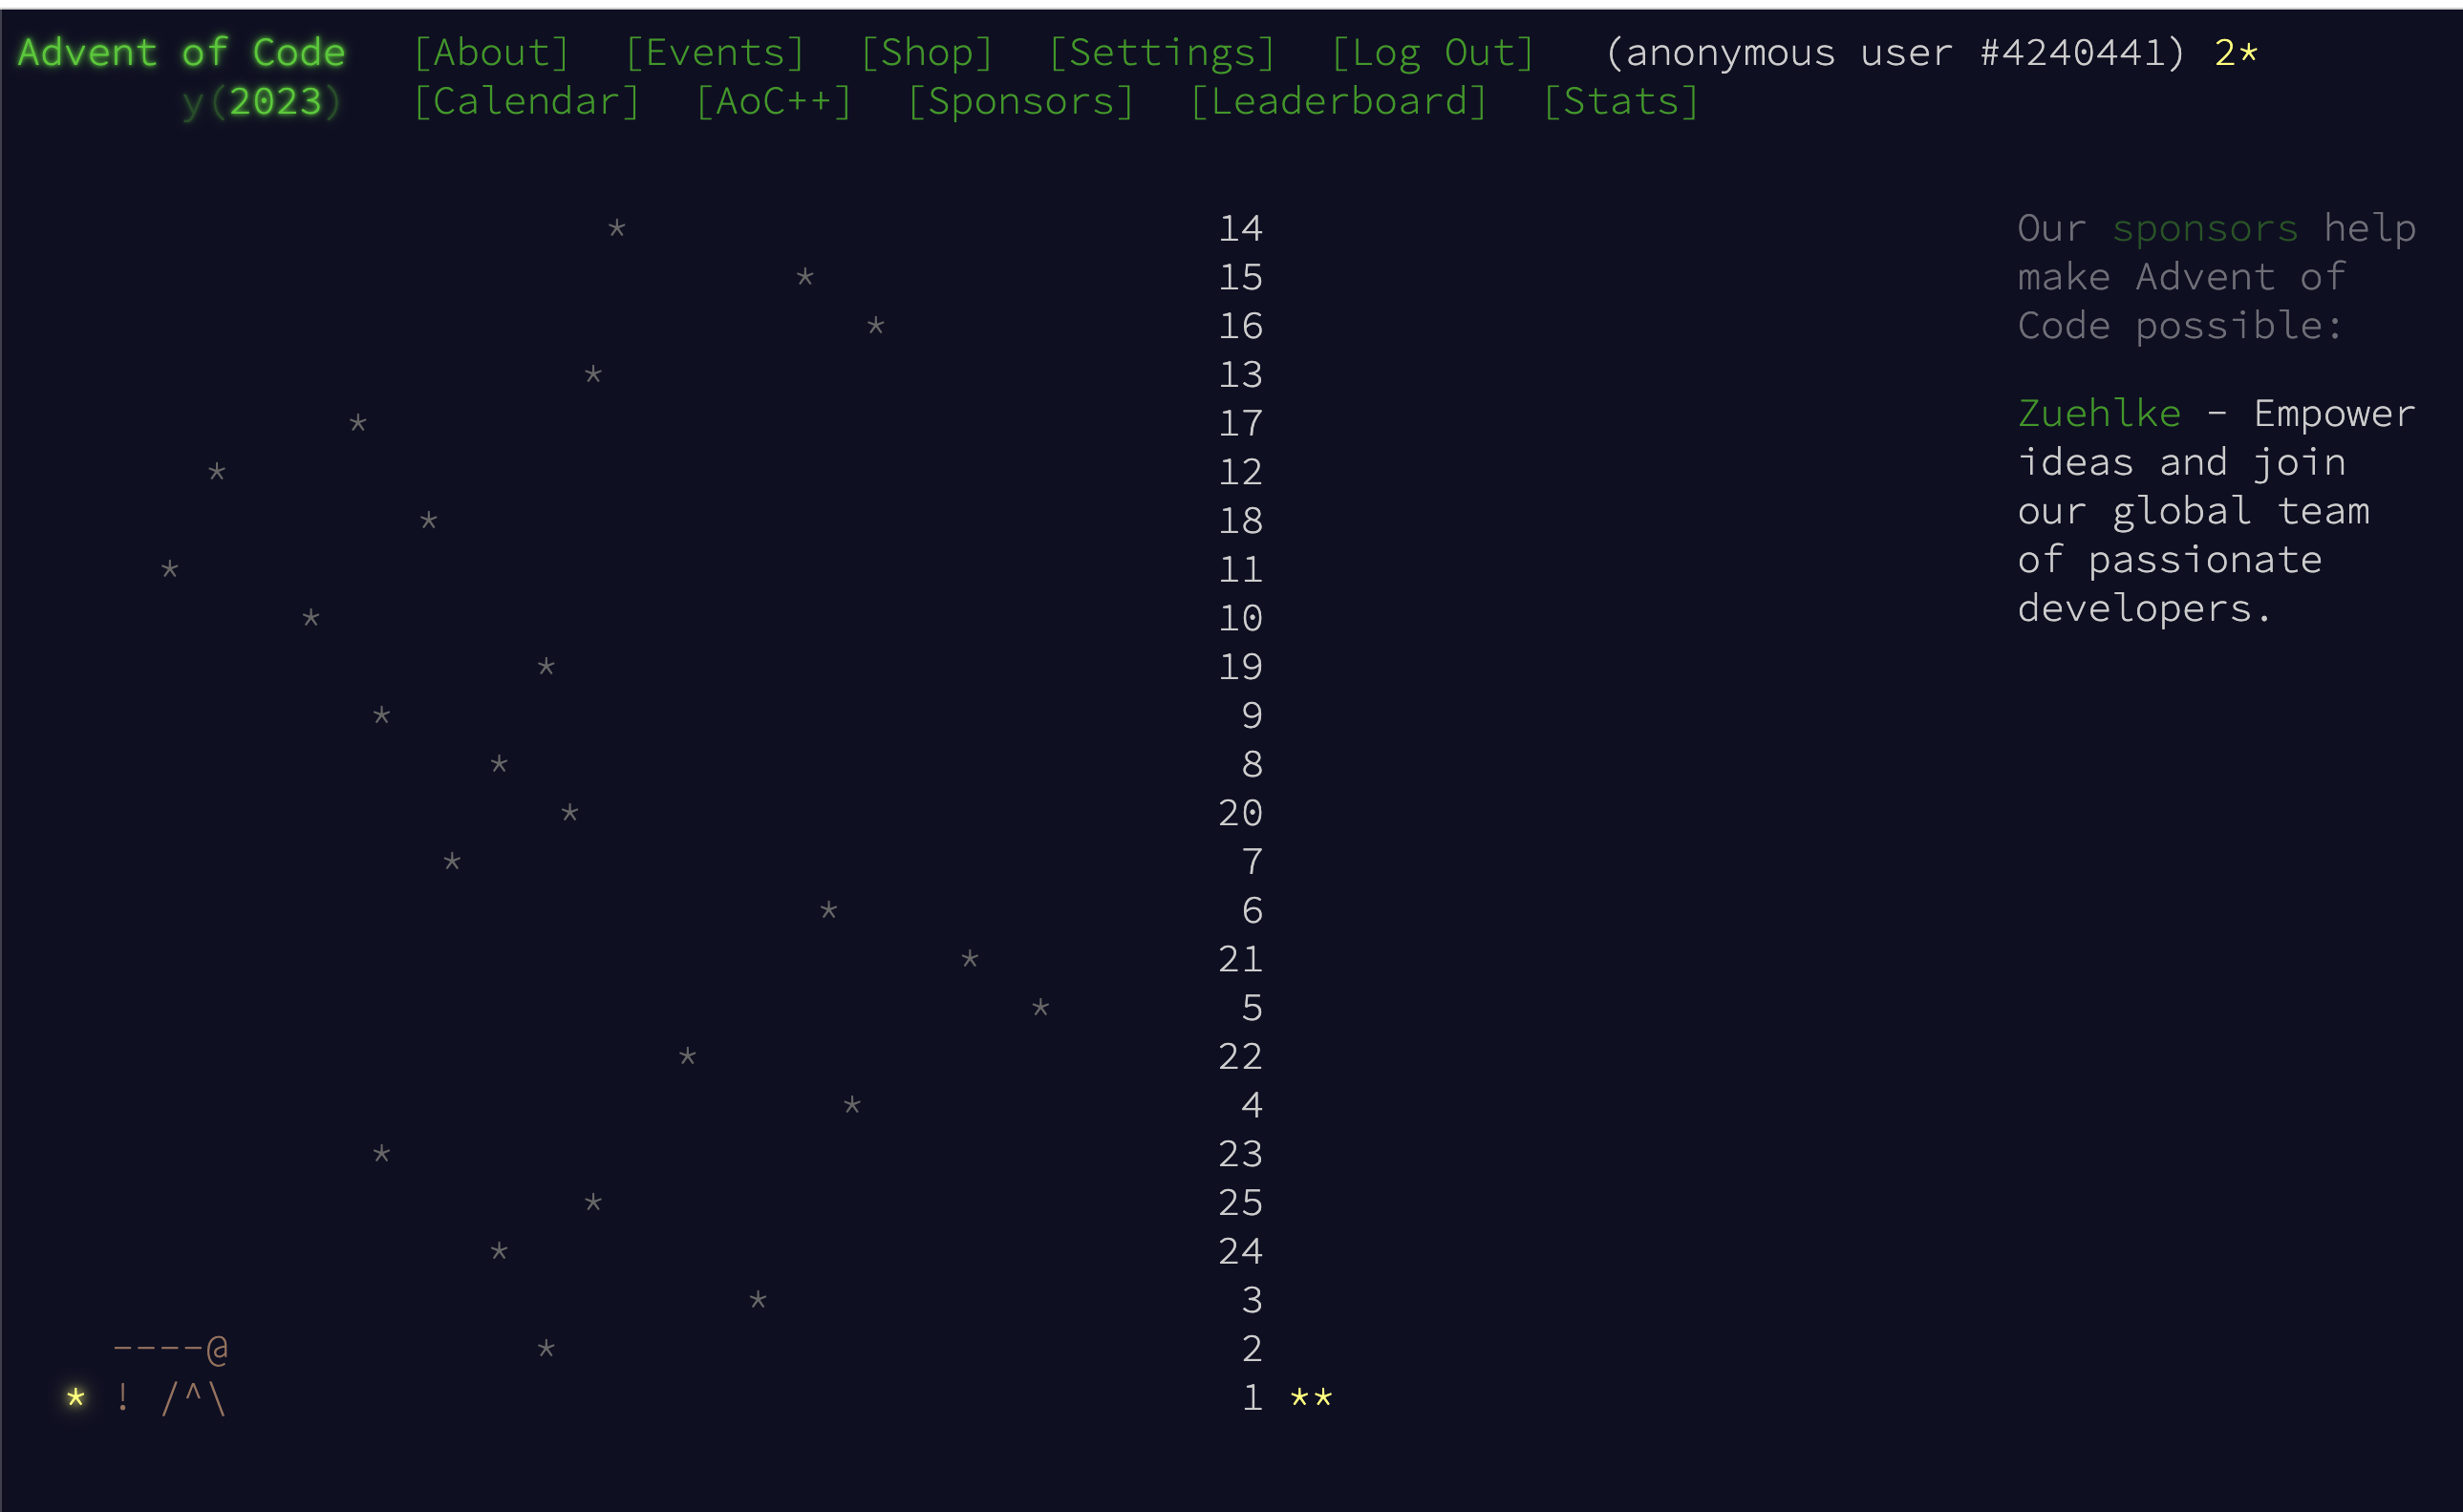 Advent of Code [About] [Events] [Shop] [Settings] [Log Out] (anonymous user #4240441) 2*
y(2023) [Calendar] [AoC++] [Sponsors] [Leaderboard] [Stats]
* 14
* 15
* 16
* 13
* 17
* 12
* 18
* 11
* 10
* 19
* 9
* 8
* 20
* 7
* 6
* 21
* 5
* 22
* 4
* 23
* 25
* 24
* 3
----@ * 2
* ! /^\ 1 **
Our sponsors help
make Advent of
Code possible:
Zuehlke - Empower
ideas and join
our global team
of passionate
developers.